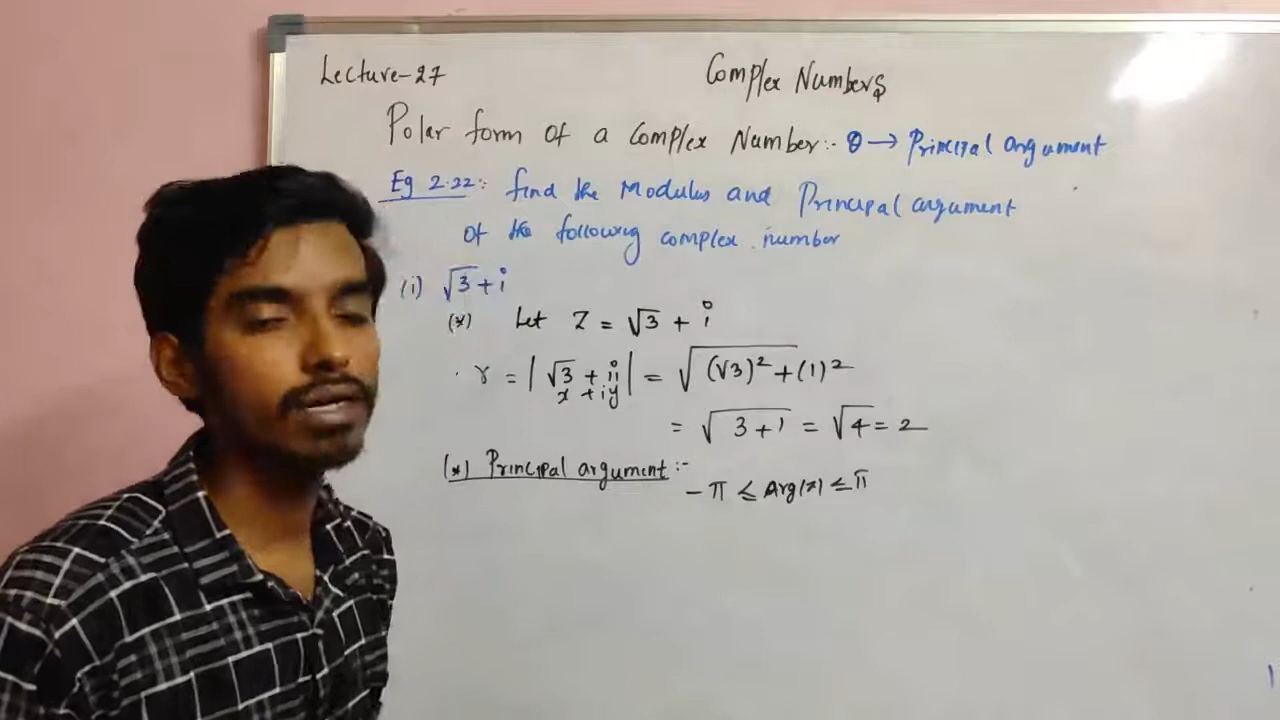 Lecture-27
Complex Numbers
Polar form of a Complex Number:- θ → Principal argument
Eg 2.22: find the Modulus and Principal argument
of the following complex number
(i) √3+i
(*) Let Z = √3 + i
r = |√3 + i| = √(√3)²+(1)²
x + iy
= √3+1 = √4 = 2
(*) Principal argument :-
-π ≤ Arg(z) ≤ π